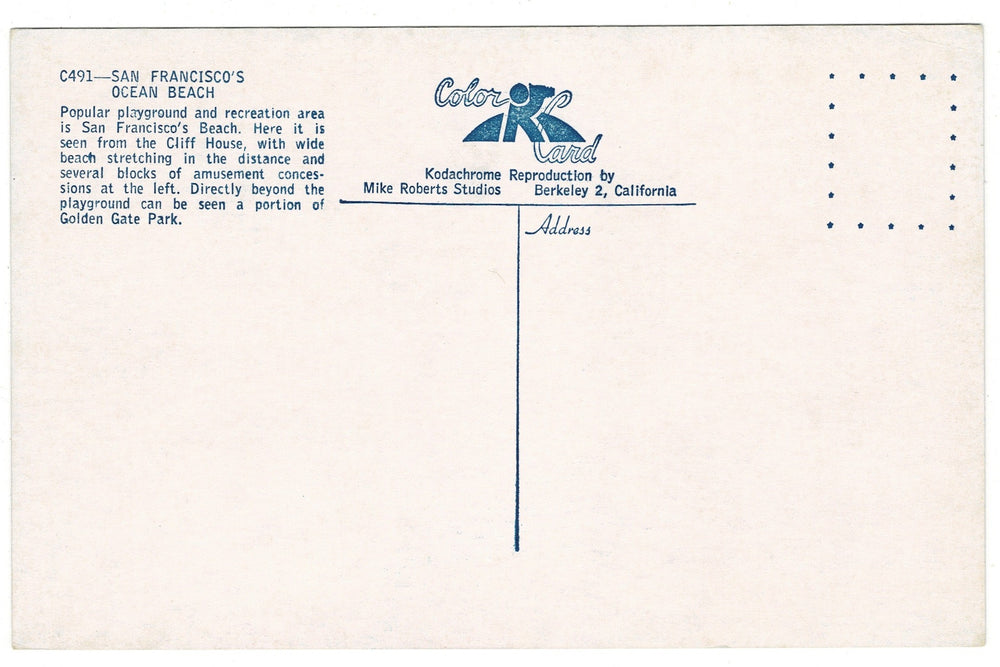 C491—SAN FRANCISCO'S
OCEAN BEACH
Popular playground and recreation area
is San Francisco's Beach. Here it is
seen from the Cliff House, with wide
beach stretching in the distance and
several blocks of amusement conces-
sions at the left. Directly beyond the
playground can be seen a portion of
Golden Gate Park.
Color
Card
Kodachrome Reproduction by
Mike Roberts Studios Berkeley 2, California
Address